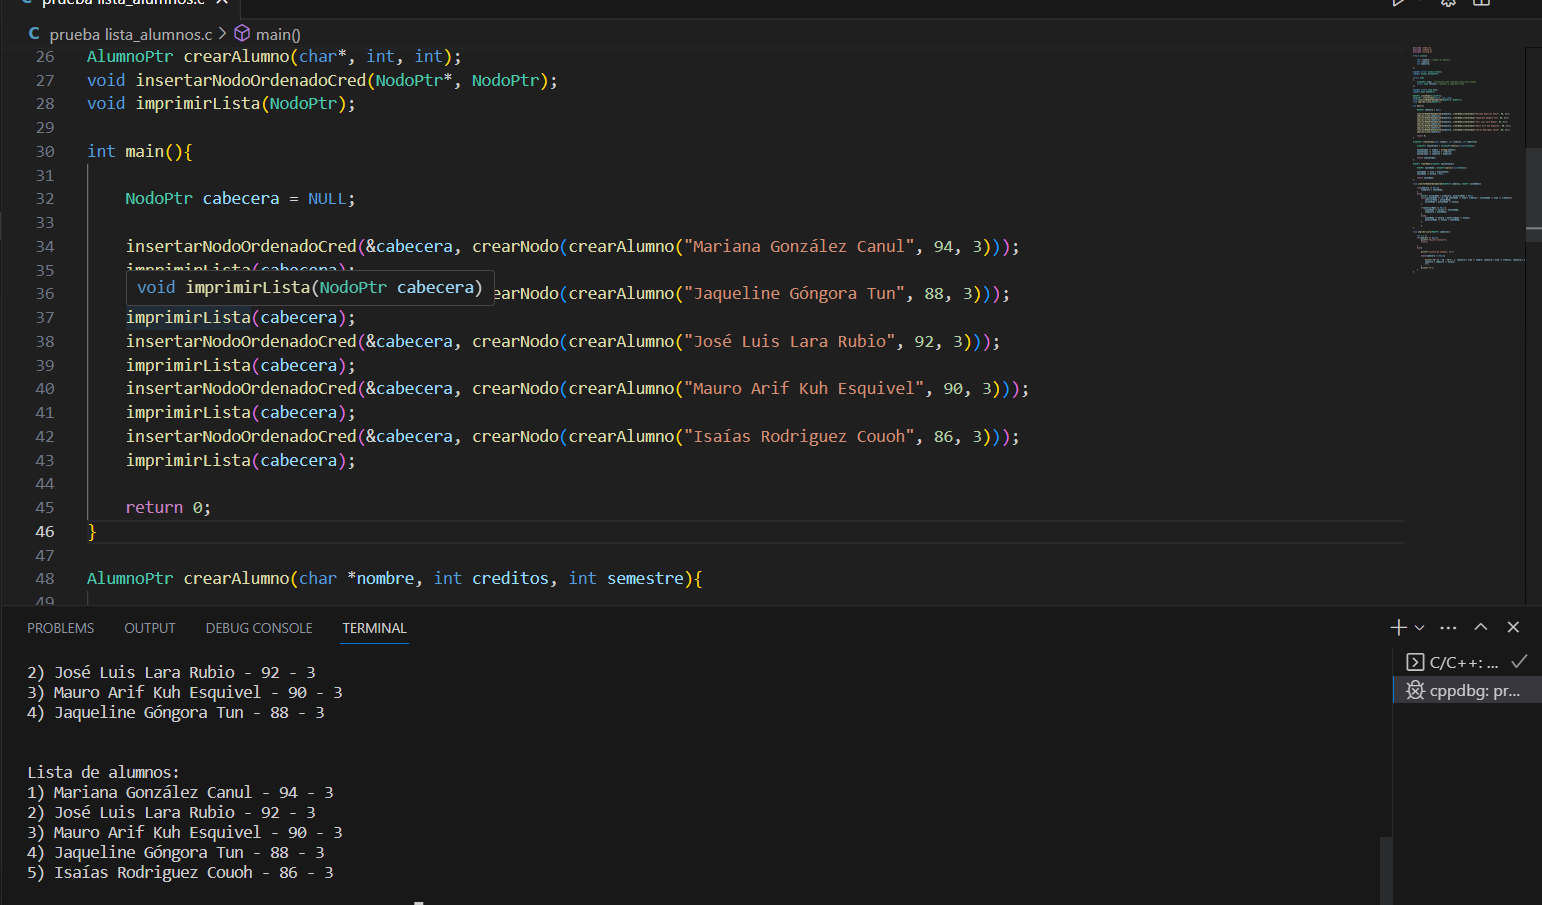 C prueba lista_alumnos.c ×
C prueba lista_alumnos.c > main()
26 AlumnoPtr crearAlumno(char*, int, int);
27 void insertarNodoOrdenadoCred(NodoPtr*, NodoPtr);
28 void imprimirLista(NodoPtr);
29
30 int main(){
31
32 NodoPtr cabecera = NULL;
33
34 insertarNodoOrdenadoCred(&cabecera, crearNodo(crearAlumno("Mariana González Canul", 94, 3)));
35 imprimirLista(cabecera);
void imprimirLista(NodoPtr cabecera)
36 earNodo(crearAlumno("Jaqueline Góngora Tun", 88, 3)));
37 imprimirLista(cabecera);
38 insertarNodoOrdenadoCred(&cabecera, crearNodo(crearAlumno("José Luis Lara Rubio", 92, 3)));
39 imprimirLista(cabecera);
40 insertarNodoOrdenadoCred(&cabecera, crearNodo(crearAlumno("Mauro Arif Kuh Esquivel", 90, 3)));
41 imprimirLista(cabecera);
42 insertarNodoOrdenadoCred(&cabecera, crearNodo(crearAlumno("Isaías Rodriguez Couoh", 86, 3)));
43 imprimirLista(cabecera);
44
45 return 0;
46 }
47
48 AlumnoPtr crearAlumno(char *nombre, int creditos, int semestre){
49
PROBLEMS OUTPUT DEBUG CONSOLE TERMINAL
2) José Luis Lara Rubio - 92 - 3
3) Mauro Arif Kuh Esquivel - 90 - 3
4) Jaqueline Góngora Tun - 88 - 3
Lista de alumnos:
1) Mariana González Canul - 94 - 3
2) José Luis Lara Rubio - 92 - 3
3) Mauro Arif Kuh Esquivel - 90 - 3
4) Jaqueline Góngora Tun - 88 - 3
5) Isaías Rodriguez Couoh - 86 - 3
C/C++: ...
cppdbg: pr...